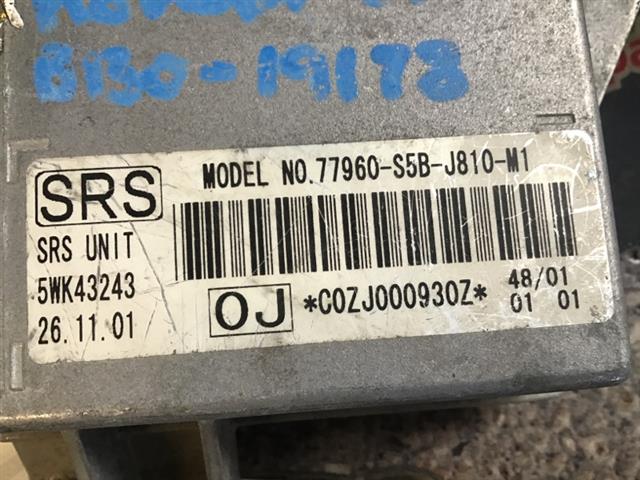 B130-19178
SRS
MODEL NO.77960-S5B-J810-M1
SRS UNIT
5WK43243
26.11.01
OJ
*C0ZJ000930Z*
48/01
01 01